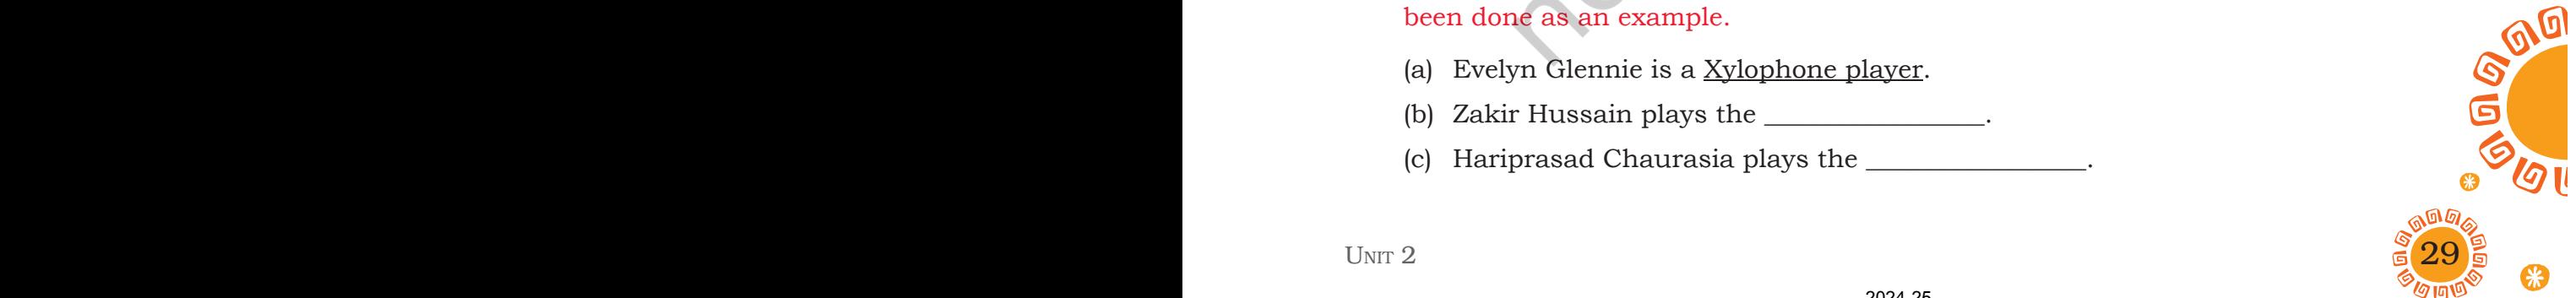 been done as an example.
(a) Evelyn Glennie is a Xylophone player.
(b) Zakir Hussain plays the ________________.
(c) Hariprasad Chaurasia plays the ________________.
UNIT 2
29
2024-25